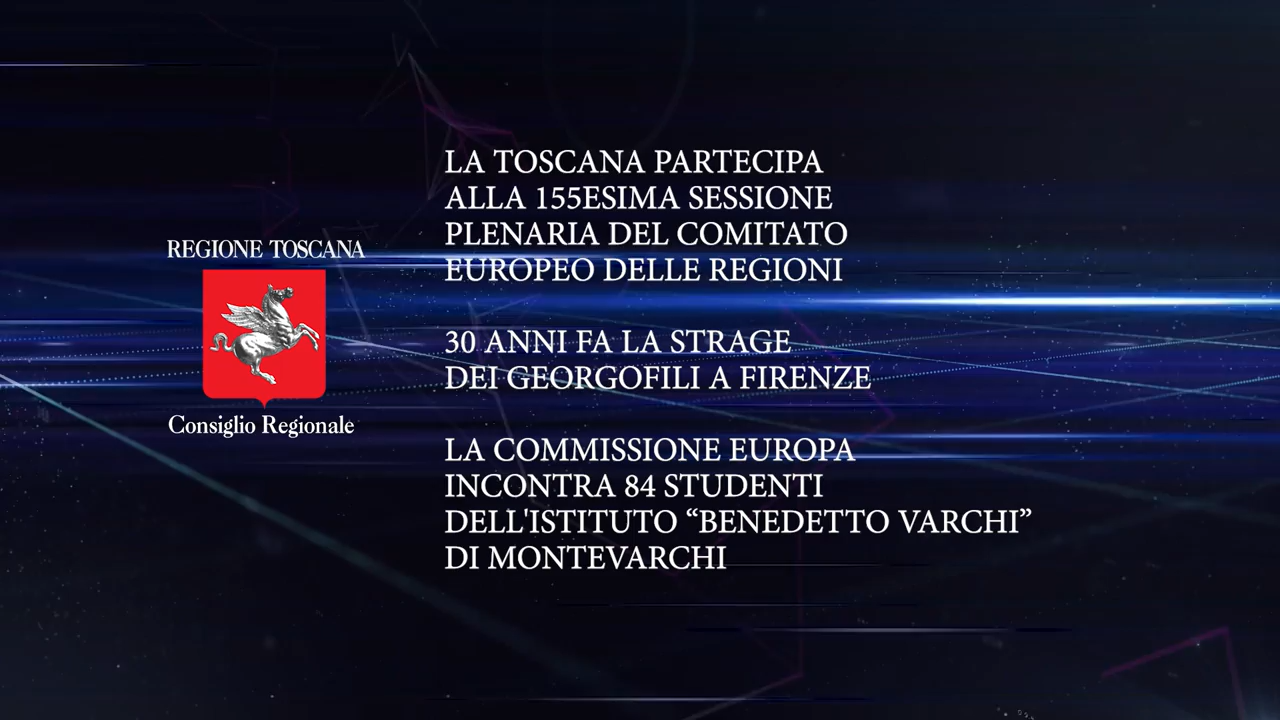 REGIONE TOSCANA
Consiglio Regionale
LA TOSCANA PARTECIPA
ALLA 155ESIMA SESSIONE
PLENARIA DEL COMITATO
EUROPEO DELLE REGIONI
30 ANNI FA LA STRAGE
DEI GEORGOFILI A FIRENZE
LA COMMISSIONE EUROPA
INCONTRA 84 STUDENTI
DELL'ISTITUTO “BENEDETTO VARCHI”
DI MONTEVARCHI